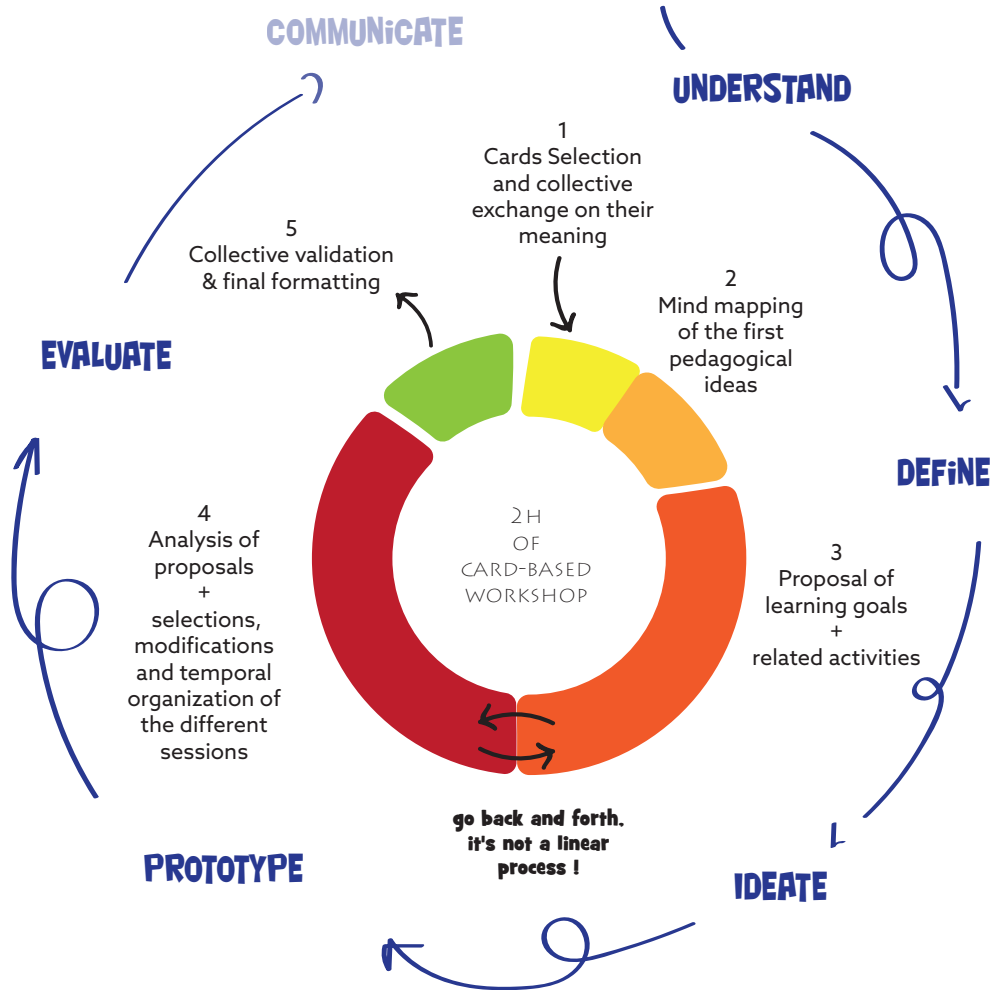 COMMUNiCATE
UNDERSTAND
1
Cards Selection
and collective
exchange on their
meaning
5
Collective validation
& final formatting
2
Mind mapping
of the first
pedagogical
ideas
EVALUATE
DEFiNE
2H
OF
CARD-BASED
WORKSHOP
4
Analysis of
proposals
+
selections,
modifications
and temporal
organization of
the different
sessions
3
Proposal of
learning goals
+
related activities
go back and forth,
it's not a linear
process !
PROTOTYPE
IDEATE